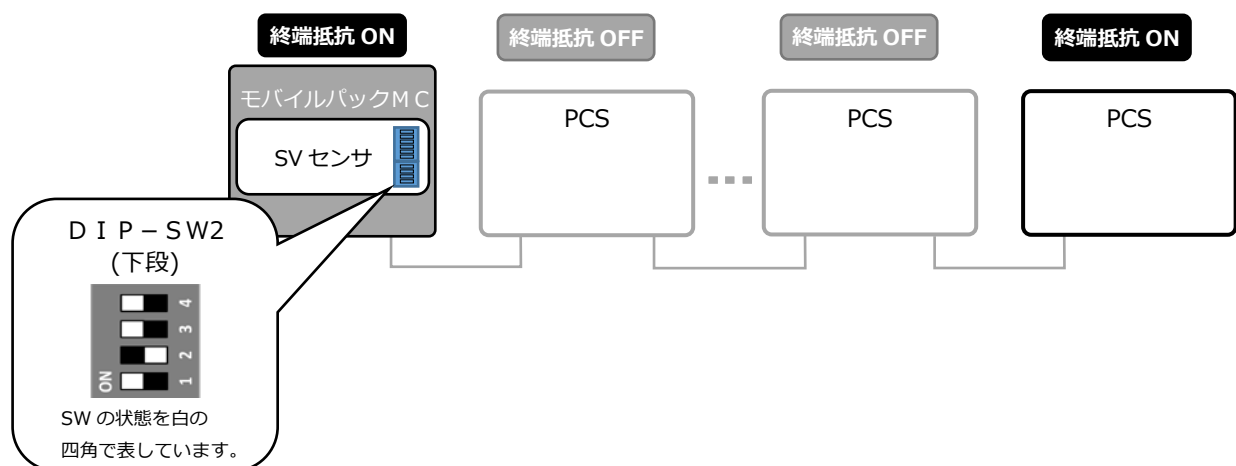 終端抵抗 ON
終端抵抗 OFF
終端抵抗 OFF
終端抵抗 ON
モバイルパックＭＣ
SV センサ
PCS
PCS
PCS
ＤＩＰ－ＳＷ2
(下段)
4
3
2
1
ON
SW の状態を白の
四角で表しています。